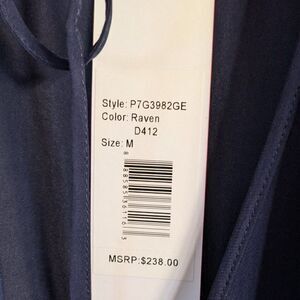 Style: P7G3982GE
Color: Raven
D412
Size: M
MSRP:$238.00